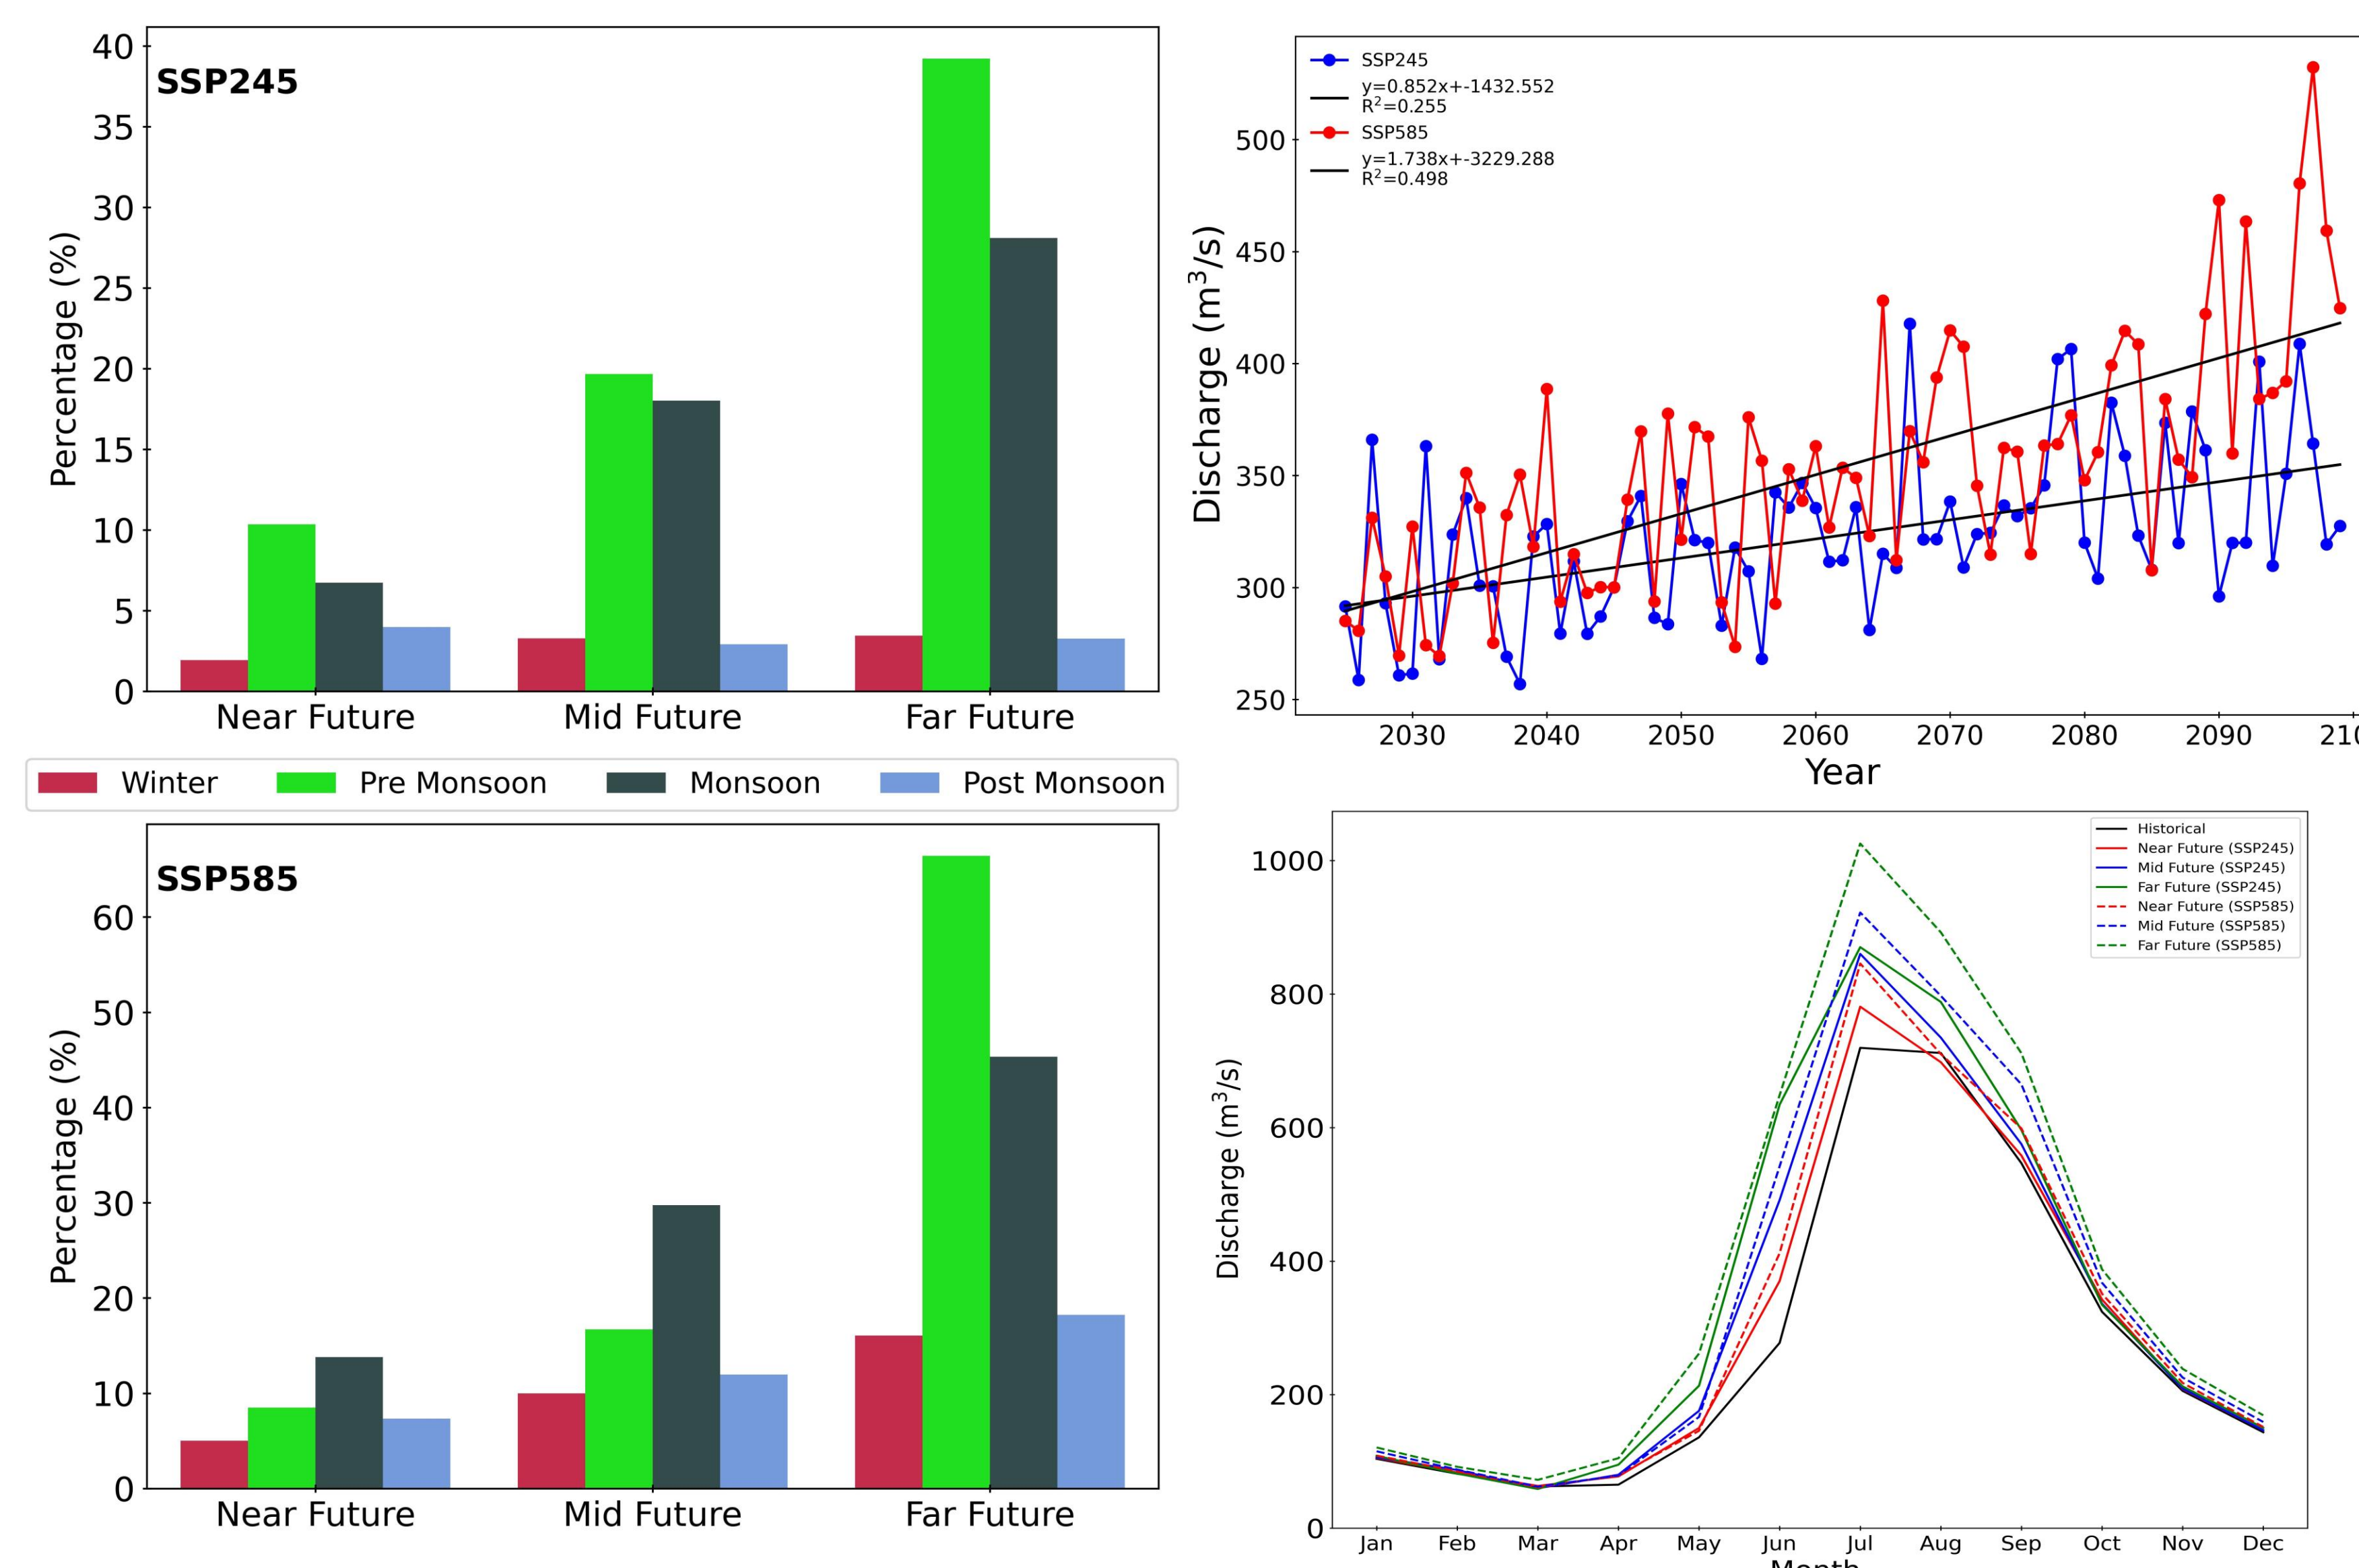 SSP245
40
35
30
25
20
15
10
5
0
Percentage (%)
Near Future Mid Future Far Future
Winter Pre Monsoon Monsoon Post Monsoon
SSP585
60
50
40
30
20
10
0
Percentage (%)
Near Future Mid Future Far Future
SSP245
y=0.852x+-1432.552
R²=0.255
SSP585
y=1.738x+-3229.288
R²=0.498
500
450
400
350
300
250
Discharge (m³/s)
2030 2040 2050 2060 2070 2080 2090 210
Year
Historical
Near Future (SSP245)
Mid Future (SSP245)
Far Future (SSP245)
Near Future (SSP585)
Mid Future (SSP585)
Far Future (SSP585)
1000
800
600
400
200
0
Discharge (m³/s)
Jan Feb Mar Apr May Jun Jul Aug Sep Oct Nov Dec
Month